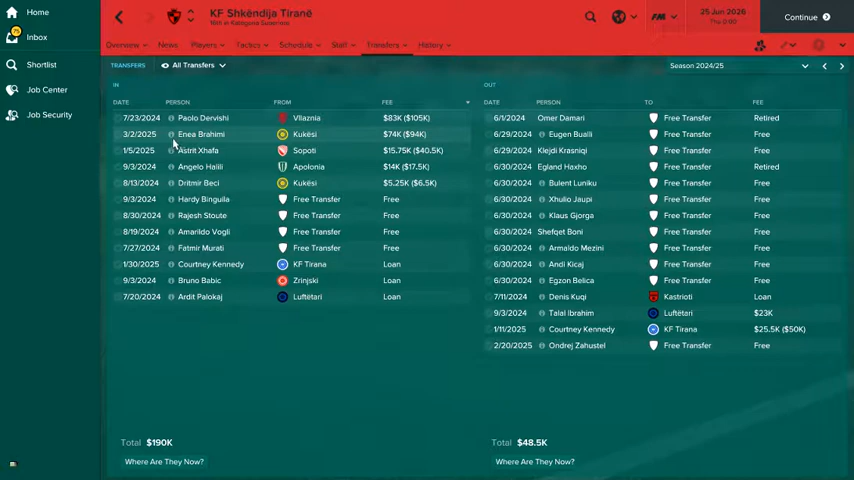 Home
75
Inbox
Shortlist
Job Center
Job Security
KF Shkëndija Tiranë
FM
25 Jun 2026
Thu 0:00
Continue
Overview
News
Players
Tactics
Schedule
Staff
Transfers
History
TRANSFERS
All Transfers
Season 2024/25
IN
DATE PERSON FROM FEE
7/23/2024 Paolo Dervishi Vllaznia $83K ($105K)
3/2/2025 Enea Brahimi Kukësi $74K ($94K)
1/5/2025 Astrit Xhafa Sopoti $15.75K ($40.5K)
9/3/2024 Angelo Halili Apolonia $14K ($17.5K)
8/13/2024 Dritmir Beci Kukësi $5.25K ($6.5K)
9/3/2024 Hardy Binguila Free Transfer Free
8/30/2024 Rajesh Stoute Free Transfer Free
8/19/2024 Amarildo Vogli Free Transfer Free
7/27/2024 Fatmir Murati Free Transfer Free
1/30/2025 Courtney Kennedy KF Tirana Loan
9/3/2024 Bruno Babic Zrinjski Loan
7/20/2024 Ardit Palokaj Luftëtari Loan
Total $190K
Where Are They Now?
OUT
DATE PERSON TO FEE
6/1/2024 Omer Damari Free Transfer Retired
6/29/2024 Eugen Bualli Free Transfer Free
6/29/2024 Klejdi Krasniqi Free Transfer Free
6/30/2024 Egland Haxho Free Transfer Retired
6/30/2024 Bulent Luniku Free Transfer Free
6/30/2024 Xhulio Jaupi Free Transfer Free
6/30/2024 Klaus Gjorga Free Transfer Free
6/30/2024 Shefqet Boni Free Transfer Free
6/30/2024 Armaldo Mezini Free Transfer Free
6/30/2024 Andi Kicaj Free Transfer Free
6/30/2024 Egzon Belica Free Transfer Free
7/11/2024 Denis Kuqi Kastrioti Loan
9/3/2024 Talal Ibrahim Luftëtari $23K
1/11/2025 Courtney Kennedy KF Tirana $25.5K ($50K)
2/20/2025 Ondrej Zahustel Free Transfer Free
Total $48.5K
Where Are They Now?